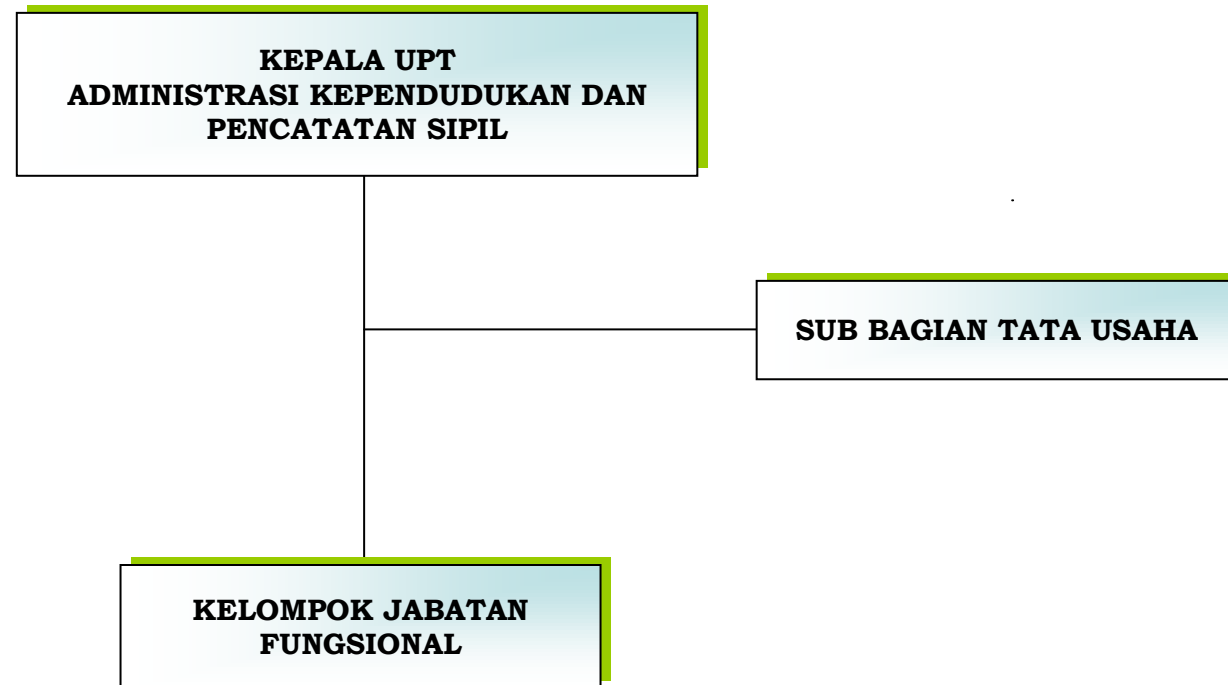 KEPALA UPT
ADMINISTRASI KEPENDUDUKAN DAN
PENCATATAN SIPIL
.
SUB BAGIAN TATA USAHA
KELOMPOK JABATAN
FUNGSIONAL